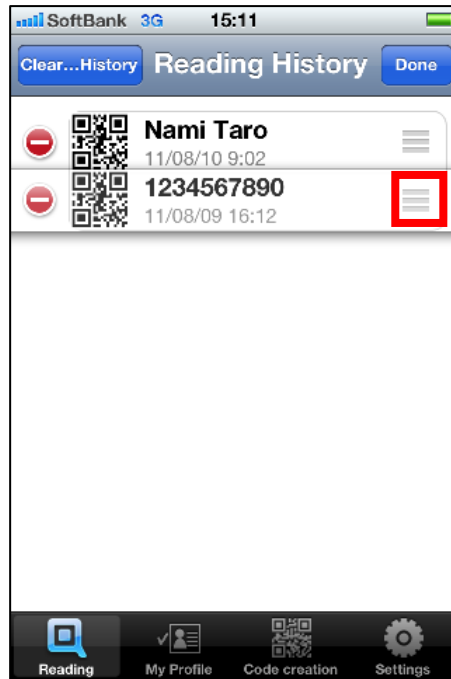 SoftBank 3G 15:11
Clear...History Reading History Done
Nami Taro
11/08/10 9:02
1234567890
11/08/09 16:12
Reading My Profile Code creation Settings